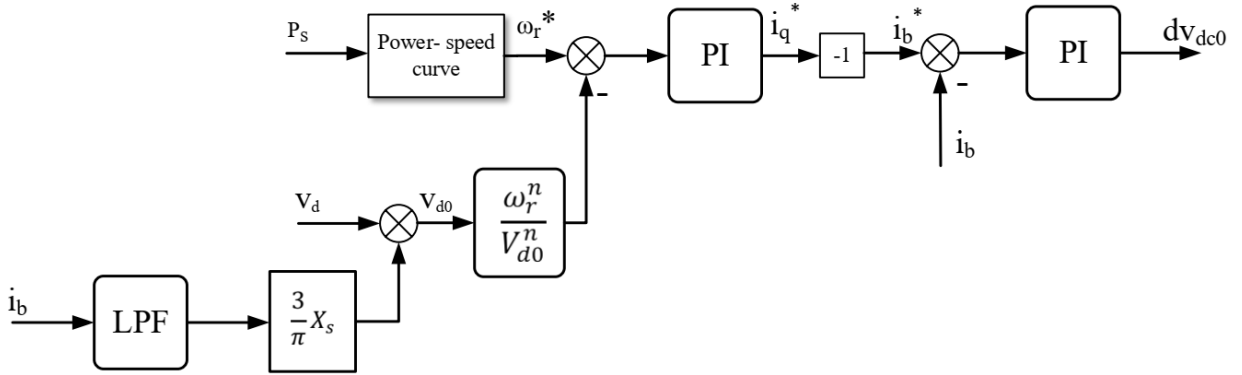 P_s
Power- speed
curve
ω_r*
PI
i_q^*
-1
i_b^*
PI
dv_dc0
-
-
i_b
v_d
v_d0
ω_r^n
V_d0^n
i_b
LPF
3
π
X_s